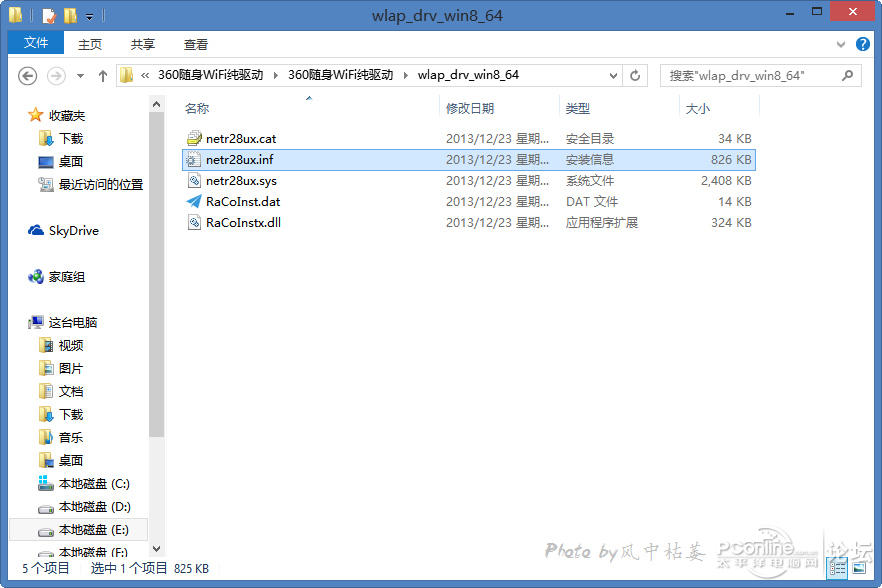 wlap_drv_win8_64
文件 主页 共享 查看
« 360随身WiFi纯驱动 360随身WiFi纯驱动 wlap_drv_win8_64 搜索"wlap_drv_win8_64"
名称 修改日期 类型 大小
收藏夹
下载
桌面
最近访问的位置
SkyDrive
家庭组
这台电脑
视频
图片
文档
下载
音乐
桌面
本地磁盘 (C:)
本地磁盘 (D:)
本地磁盘 (E:)
本地磁盘 (F:)
netr28ux.cat 2013/12/23 星期... 安全目录 34 KB
netr28ux.inf 2013/12/23 星期... 安装信息 826 KB
netr28ux.sys 2013/12/23 星期... 系统文件 2,408 KB
RaCoInst.dat 2013/12/23 星期... DAT 文件 14 KB
RaCoInstx.dll 2013/12/23 星期... 应用程序扩展 324 KB
Photo by风中枯萎
PConline
太平洋电脑网
论坛
5 个项目 选中 1 个项目 825 KB